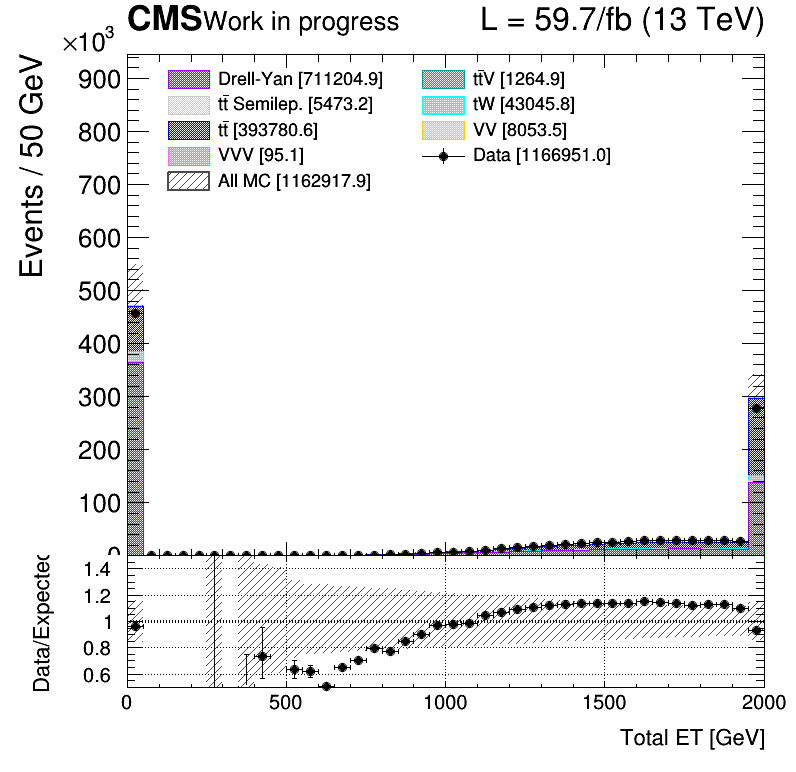 CMS Work in progress L = 59.7/fb (13 TeV)
×10³
Events / 50 GeV
900
800
700
600
500
400
300
200
100
0
Drell-Yan [711204.9]
tt̄ Semilep. [5473.2]
tt̄ [393780.6]
VVV [95.1]
All MC [1162917.9]
tt̄V [1264.9]
tW [43045.8]
VV [8053.5]
Data [1166951.0]
Data/Expected
1.4
1.2
1
0.8
0.6
0 500 1000 1500 2000
Total ET [GeV]